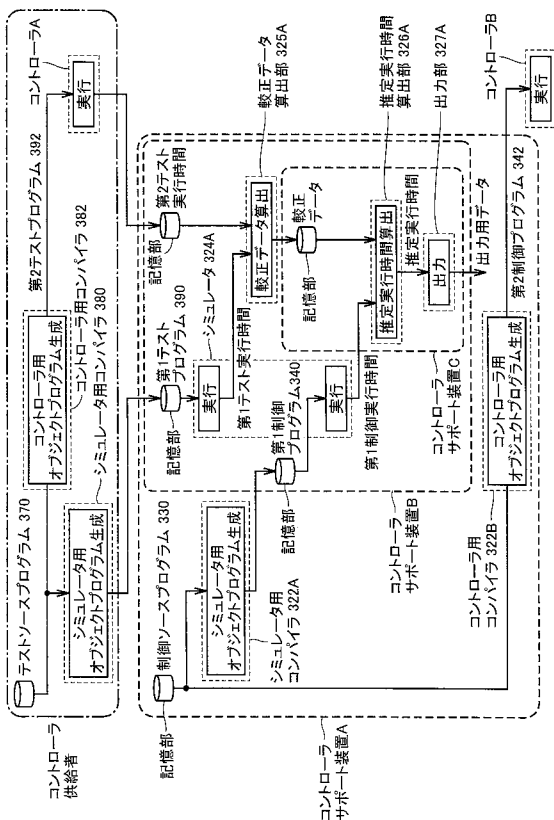 コントローラ
供給者
テストソースプログラム 370
シミュレータ用
オブジェクトプログラム生成
シミュレータ用コンパイラ 380
コントローラ用
オブジェクトプログラム生成
コントローラ用コンパイラ 382
第2テストプログラム 392
コントローラA
実行
記憶部
制御ソースプログラム 330
シミュレータ用
オブジェクトプログラム生成
シミュレータ用
コンパイラ 322A
記憶部
第1テスト
プログラム 390
実行
シミュレータ 324A
第1テスト実行時間
記憶部
第2テスト
実行時間
較正データ算出
較正データ
算出部 325A
記憶部
第1制御
プログラム340
実行
第1制御実行時間
記憶部
較正
データ
推定実行時間算出
推定実行時間
算出部 326A
推定実行時間
出力
出力部 327A
出力用データ
コントローラ
サポート装置C
コントローラ
サポート装置B
コントローラ
サポート装置A
コントローラ用
コンパイラ 322B
コントローラ用
オブジェクトプログラム生成
第2制御プログラム 342
コントローラB
実行